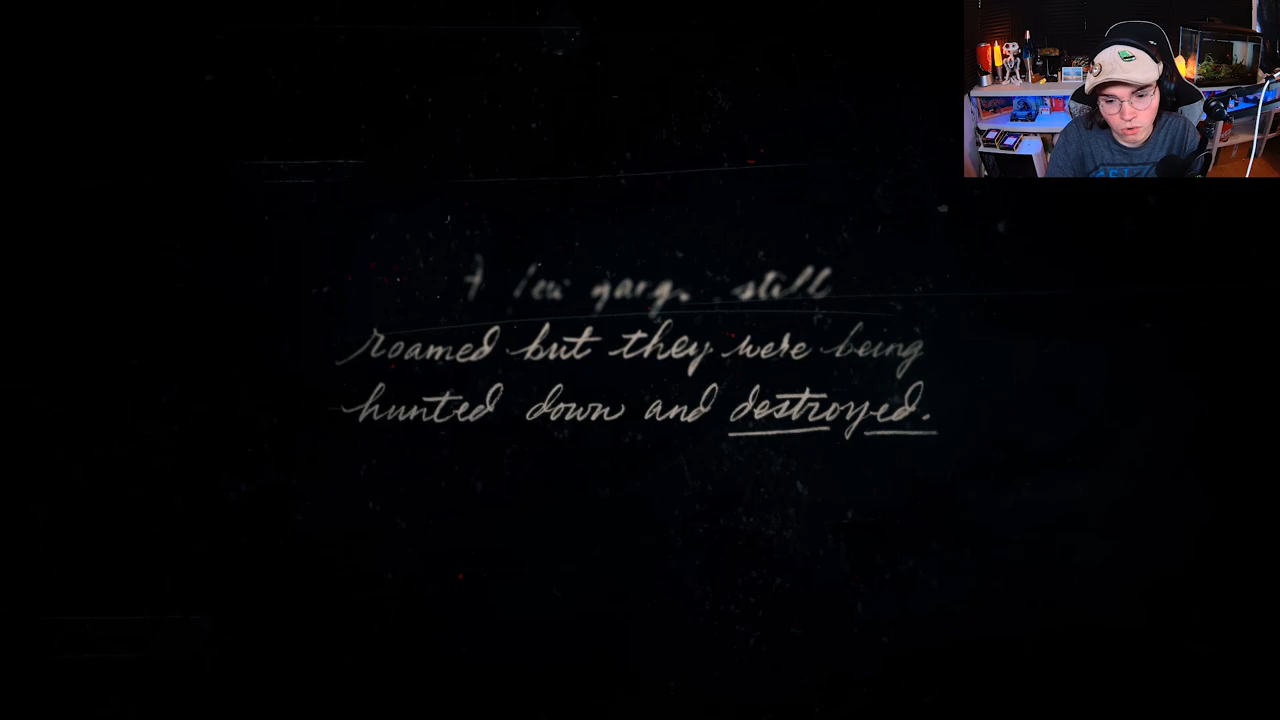 A few gangs still
roamed but they were being
hunted down and destroyed.